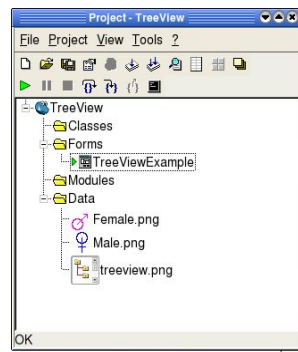 Project - TreeView
File Project View Tools ?
TreeView
Classes
Forms
TreeViewExample
Modules
Data
Female.png
Male.png
treeview.png
OK